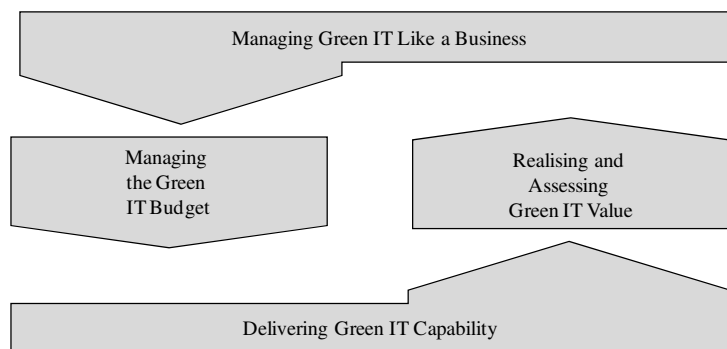 Managing Green IT Like a Business
Managing
the Green
IT Budget
Realising and
Assessing
Green IT Value
Delivering Green IT Capability